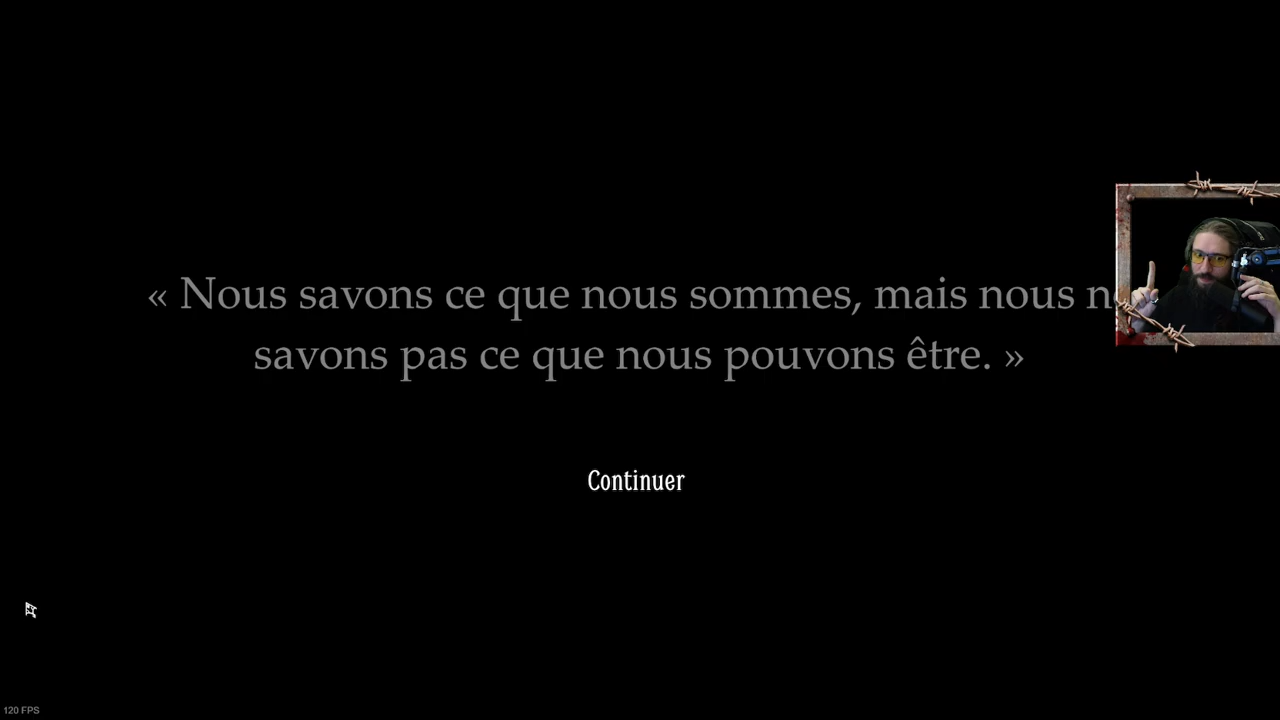 « Nous savons ce que nous sommes, mais nous
savons pas ce que nous pouvons être. »
Continuer
120 FPS